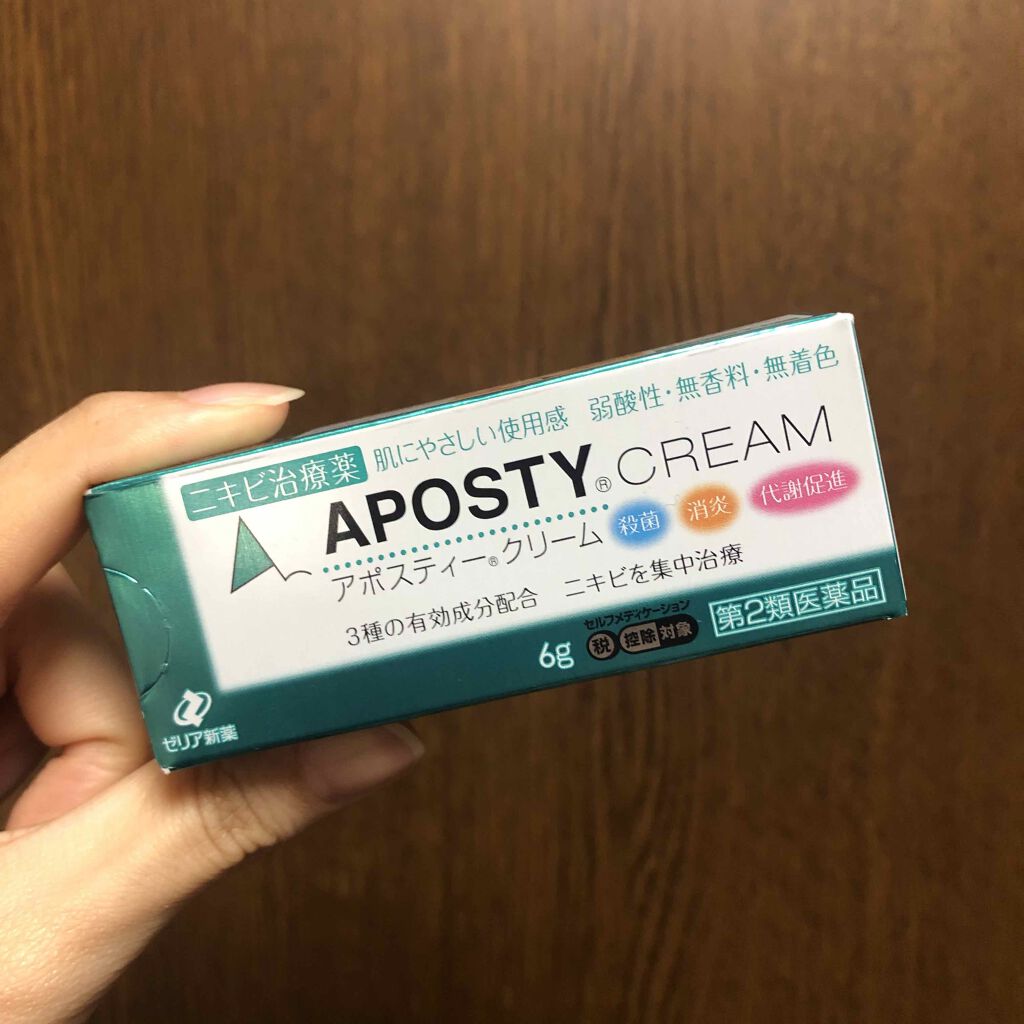 ニキビ治療薬 肌にやさしい使用感 弱酸性・無香料・無着色
APOSTY® CREAM
アポスティー®クリーム 殺菌 消炎 代謝促進
3種の有効成分配合 ニキビを集中治療
セルフメディケーション
6g 税 控除対象 第2類医薬品
ゼリア新薬